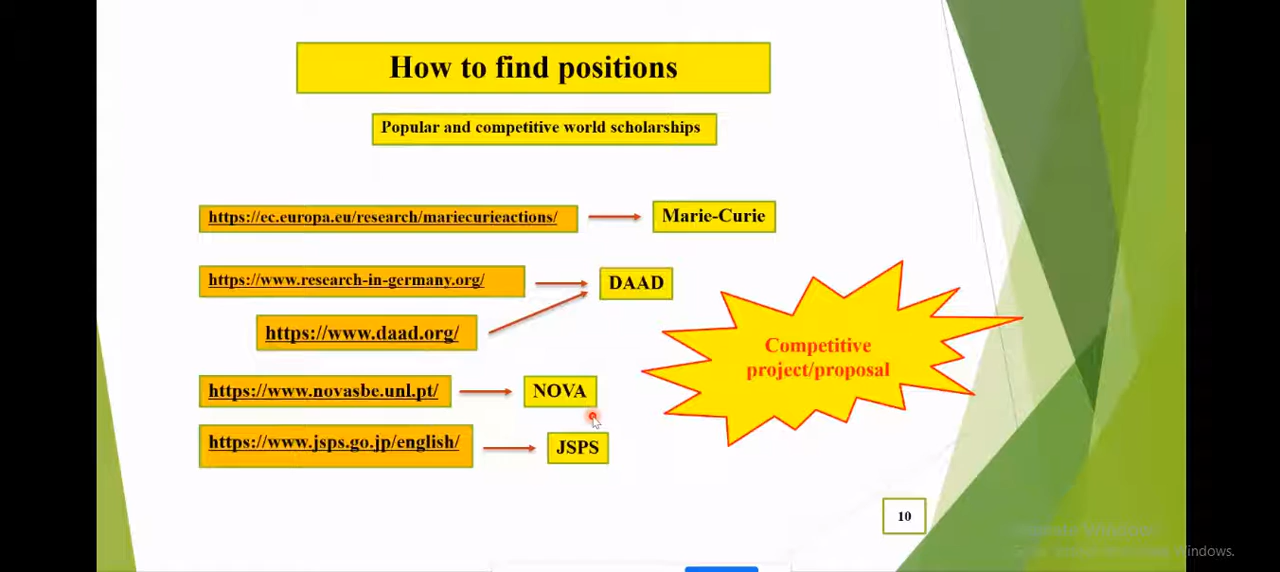 How to find positions
Popular and competitive world scholarships
https://ec.europa.eu/research/mariecurieactions/
Marie-Curie
https://www.research-in-germany.org/
DAAD
https://www.daad.org/
Competitive
project/proposal
https://www.novasbe.unl.pt/
NOVA
https://www.jsps.go.jp/english/
JSPS
10
Windows.